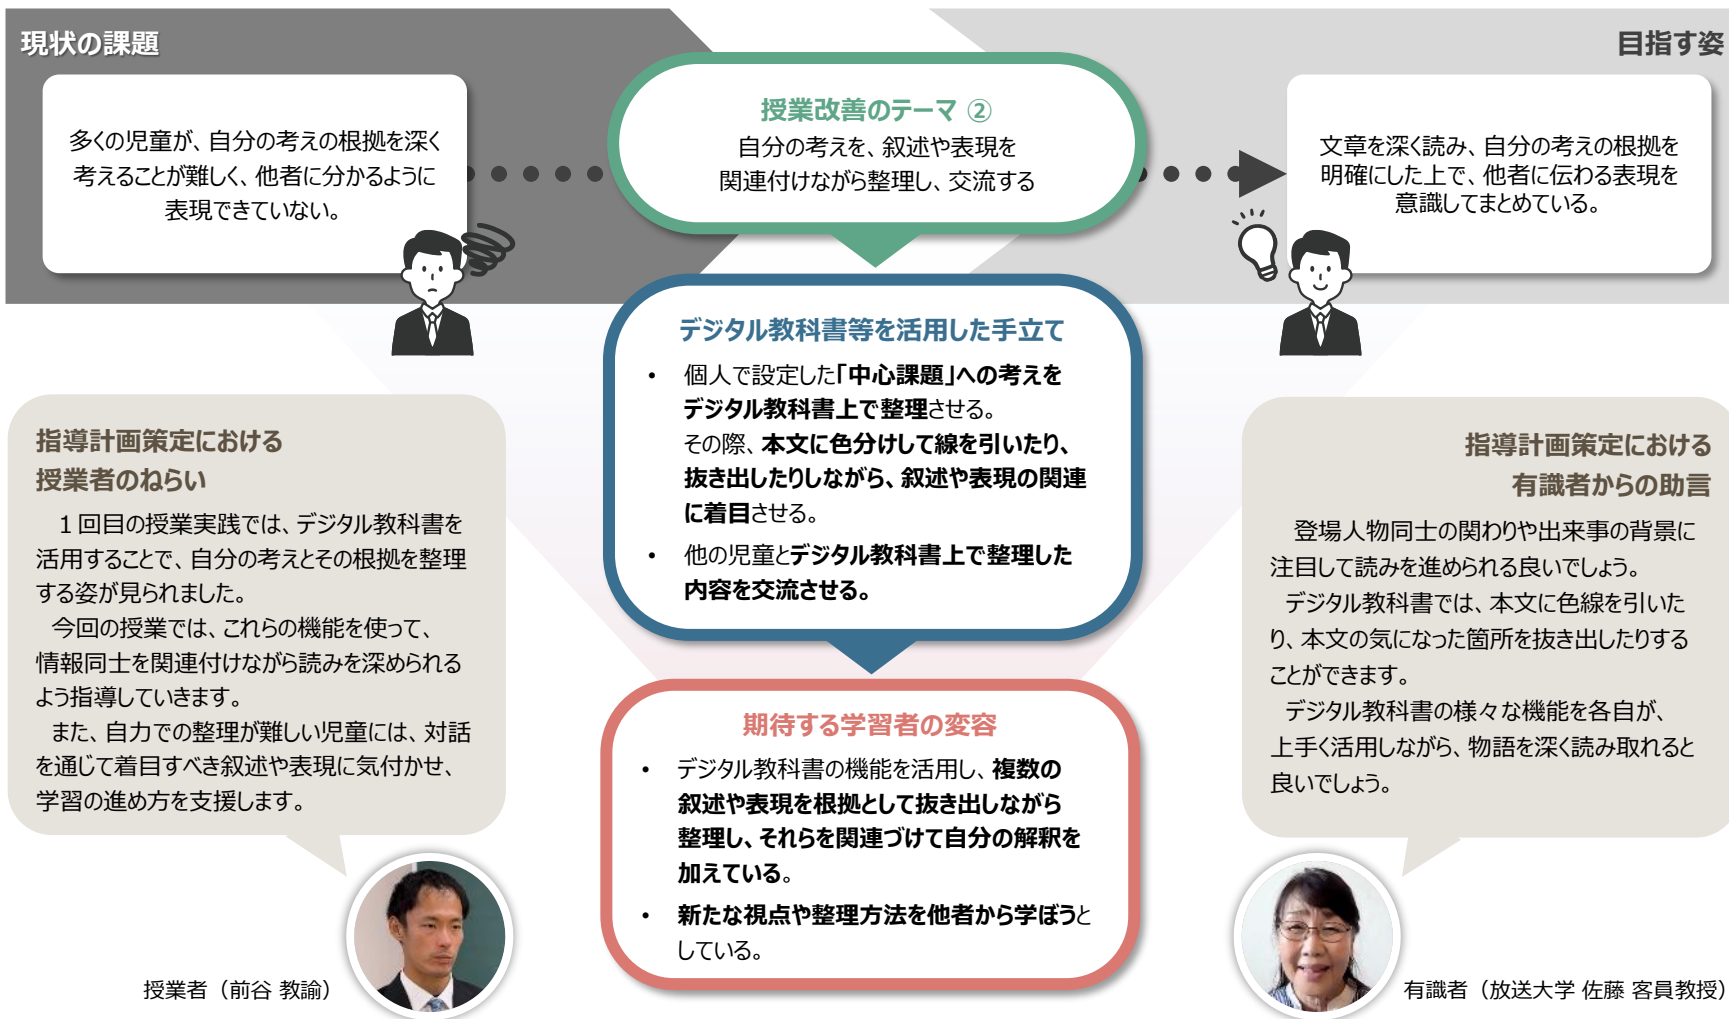 現状の課題
目指す姿
多くの児童が、自分の考えの根拠を深く
考えることが難しく、他者に分かるように
表現できていない。
授業改善のテーマ ②
自分の考えを、叙述や表現を
関連付けながら整理し、交流する
文章を深く読み、自分の考えの根拠を
明確にした上で、他者に伝わる表現を
意識してまとめている。
デジタル教科書等を活用した手立て
• 個人で設定した「中心課題」への考えを
デジタル教科書上で整理させる。
その際、本文に色分けして線を引いたり、
抜き出したりしながら、叙述や表現の関連
に着目させる。
• 他の児童とデジタル教科書上で整理した
内容を交流させる。
指導計画策定における
授業者のねらい
1回目の授業実践では、デジタル教科書を
活用することで、自分の考えとその根拠を整理
する姿が見られました。
今回の授業では、これらの機能を使って、
情報同士を関連付けながら読みを深められる
よう指導していきます。
また、自力での整理が難しい児童には、対話
を通じて着目すべき叙述や表現に気付かせ、
学習の進め方を支援します。
授業者（前谷 教諭）
期待する学習者の変容
• デジタル教科書の機能を活用し、複数の
叙述や表現を根拠として抜き出しながら
整理し、それらを関連づけて自分の解釈を
加えている。
• 新たな視点や整理方法を他者から学ぼうと
している。
指導計画策定における
有識者からの助言
登場人物同士の関わりや出来事の背景に
注目して読みを進められる良いでしょう。
デジタル教科書では、本文に色線を引いた
り、本文の気になった箇所を抜き出したりする
ことができます。
デジタル教科書の様々な機能を各自が、
上手く活用しながら、物語を深く読み取れると
良いでしょう。
有識者（放送大学 佐藤 客員教授）